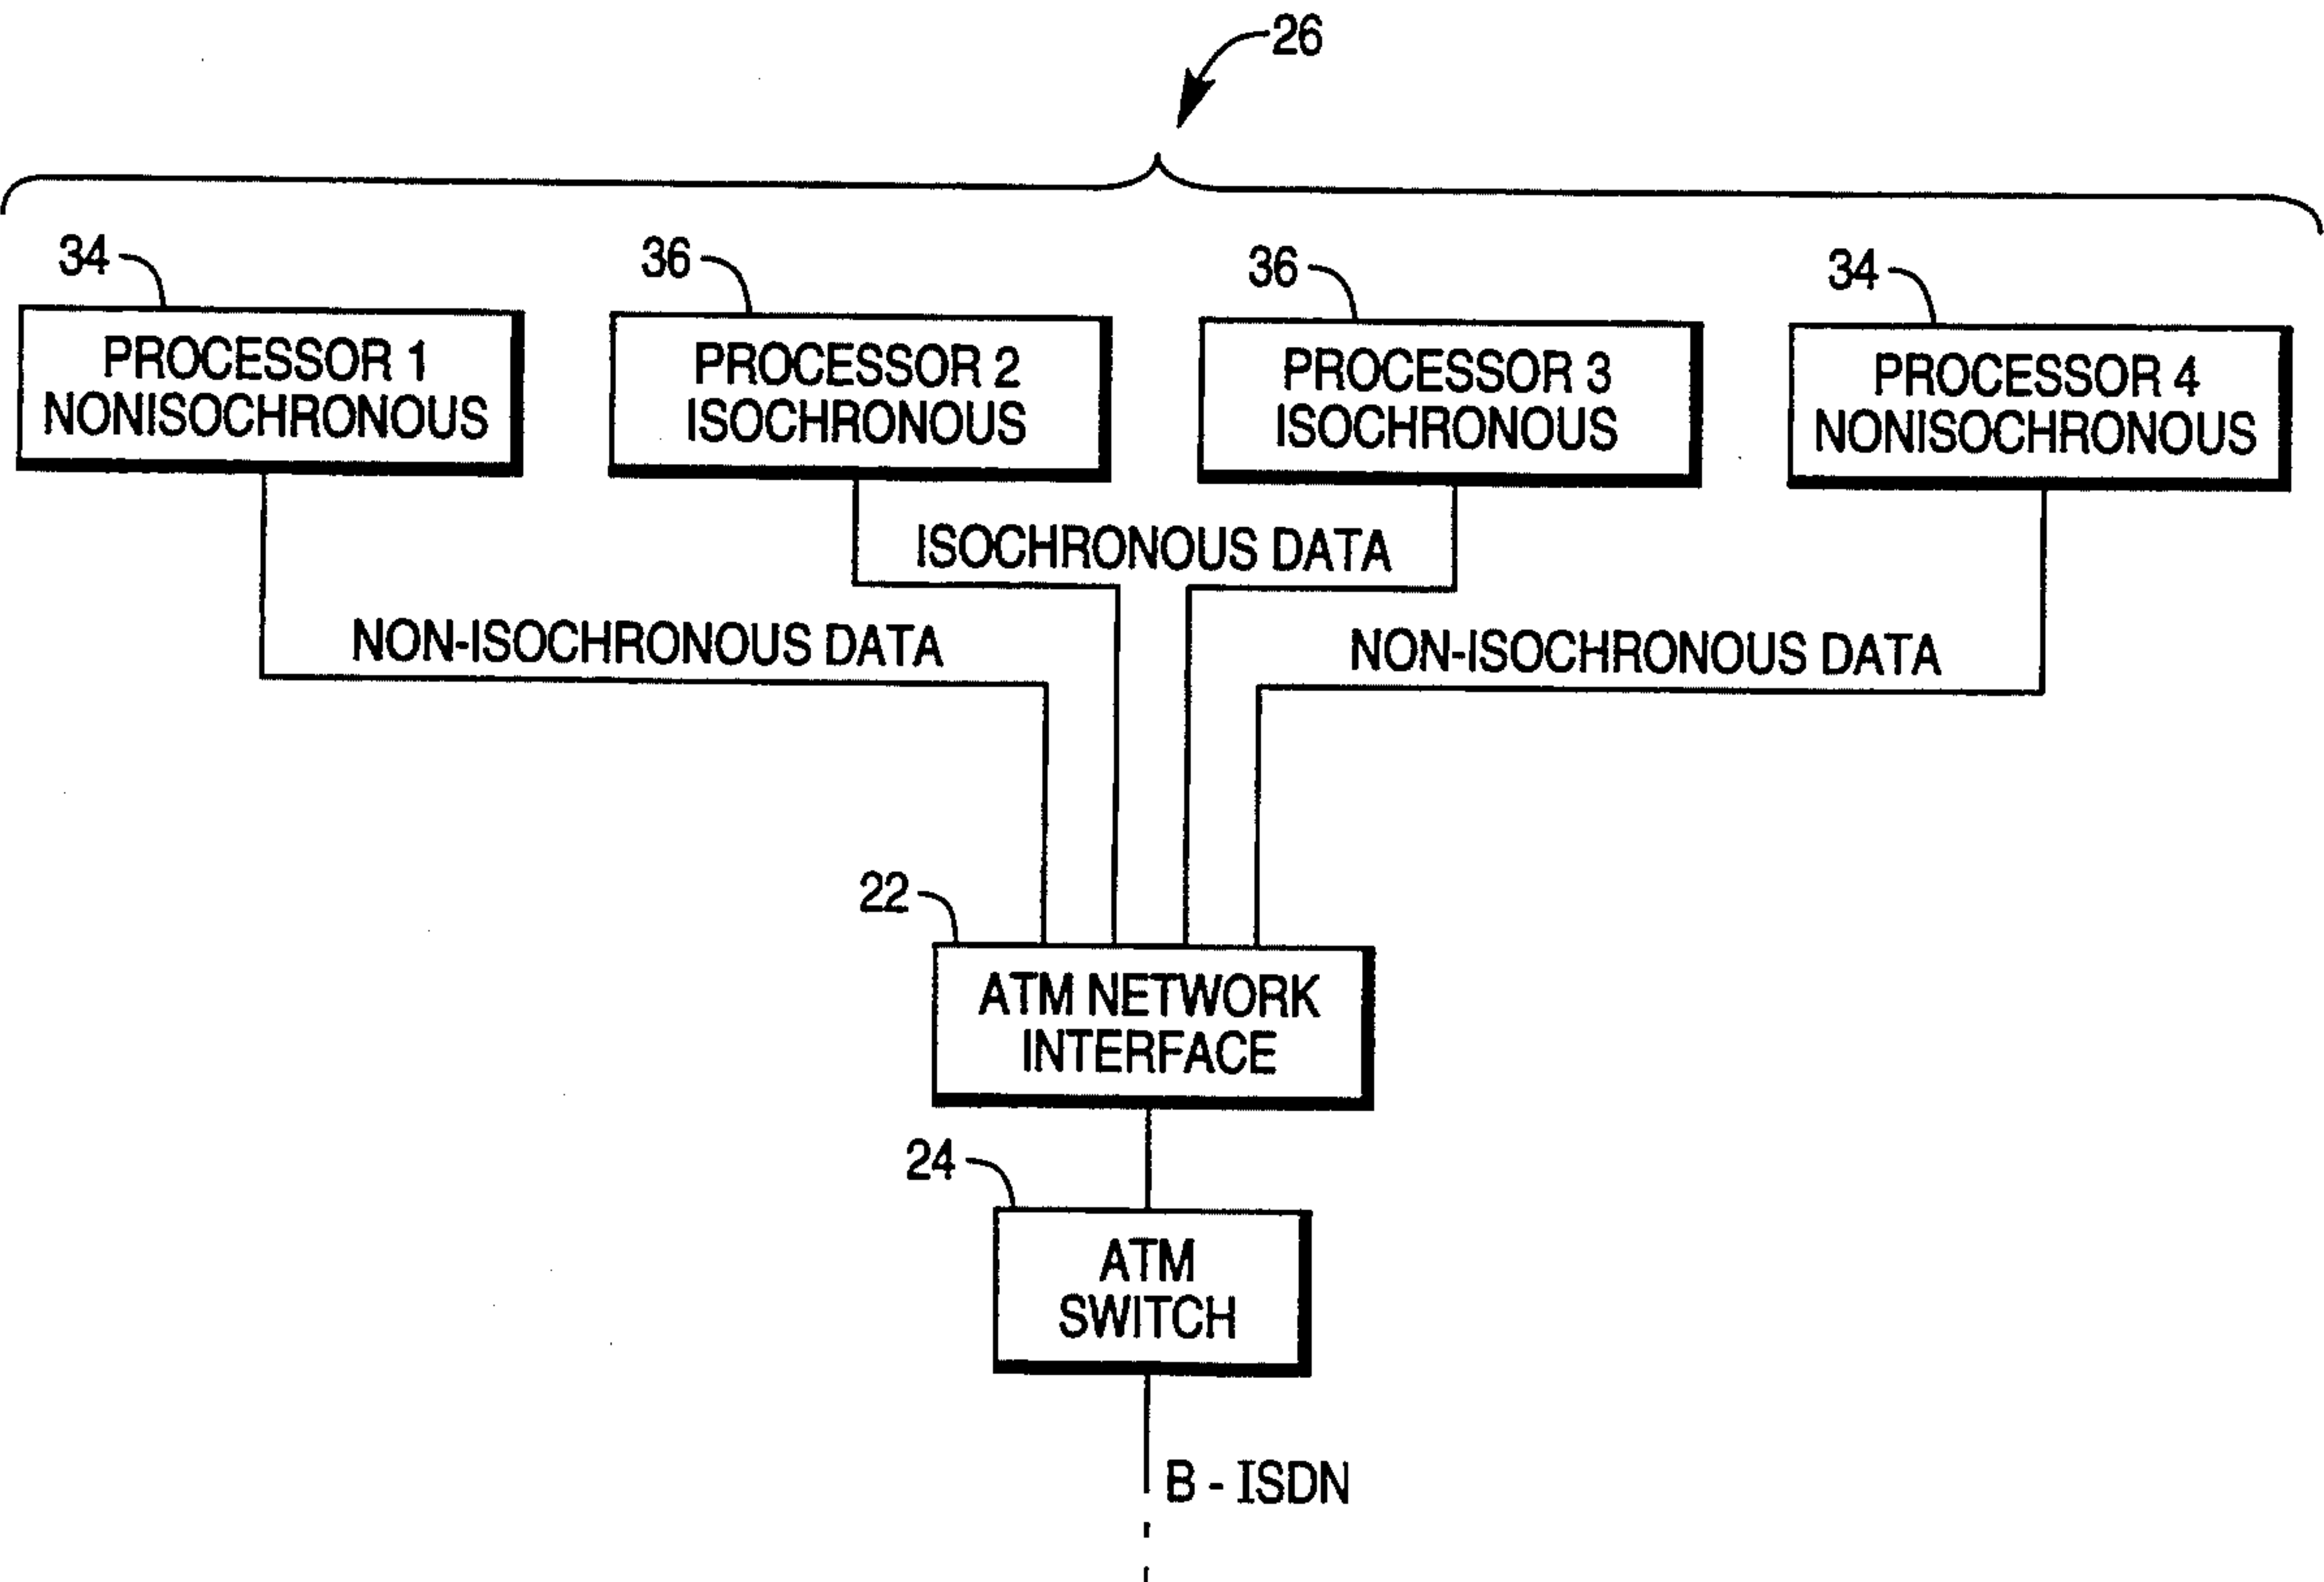 26
34
36
36
34
PROCESSOR 1
NONISOCHRONOUS
PROCESSOR 2
ISOCHRONOUS
PROCESSOR 3
ISOCHRONOUS
PROCESSOR 4
NONISOCHRONOUS
ISOCHRONOUS DATA
NON-ISOCHRONOUS DATA
NON-ISOCHRONOUS DATA
22
ATM NETWORK
INTERFACE
24
ATM
SWITCH
B - ISDN